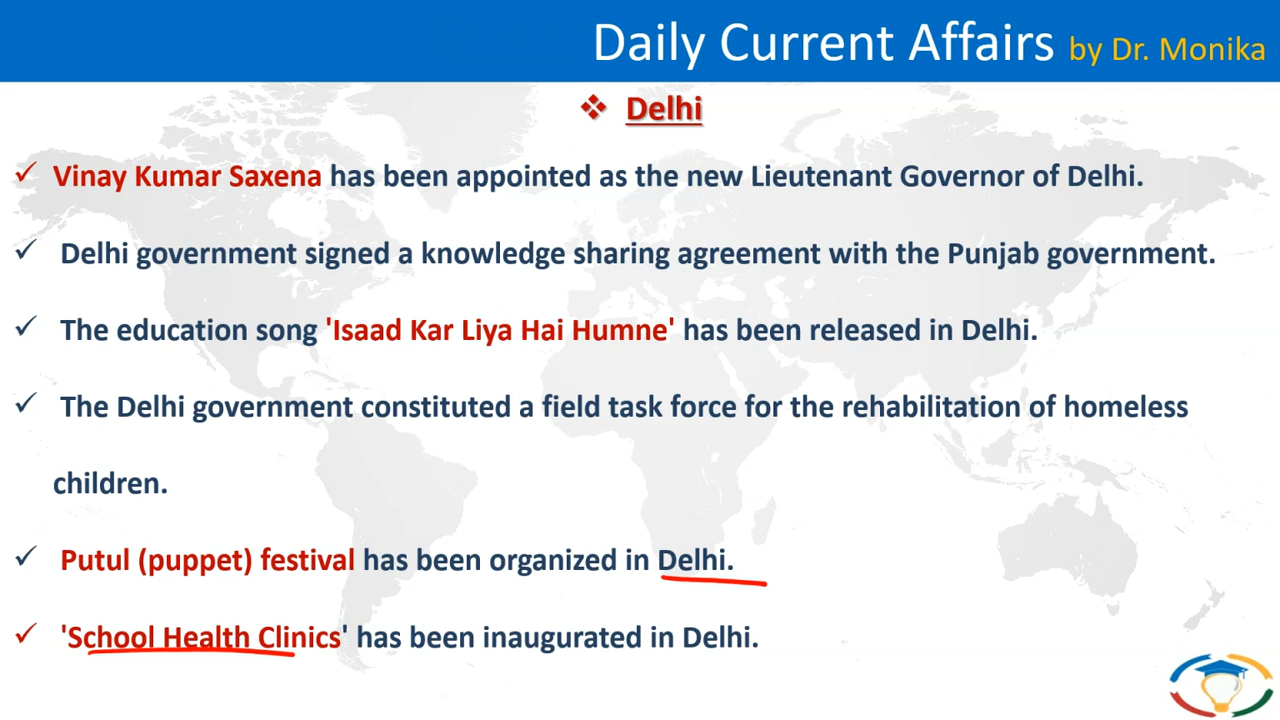 Daily Current Affairs by Dr. Monika
❖ Delhi
✓ Vinay Kumar Saxena has been appointed as the new Lieutenant Governor of Delhi.
✓ Delhi government signed a knowledge sharing agreement with the Punjab government.
✓ The education song 'Isaad Kar Liya Hai Humne' has been released in Delhi.
✓ The Delhi government constituted a field task force for the rehabilitation of homeless
children.
✓ Putul (puppet) festival has been organized in Delhi.
✓ 'School Health Clinics' has been inaugurated in Delhi.